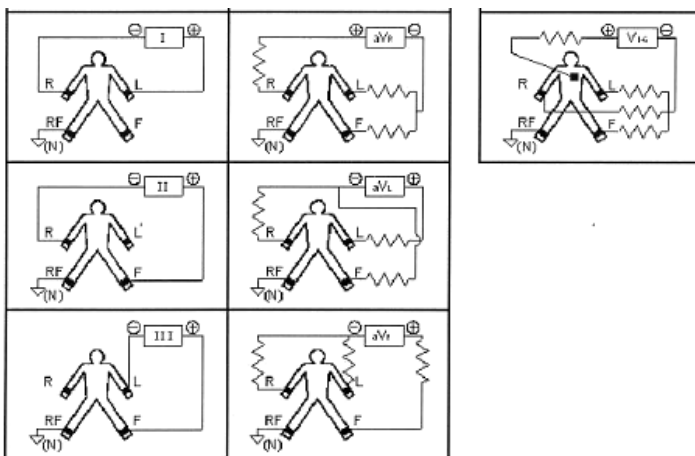 ⊖ I ⊕
R L
RF F
(N)
⊕ aVR ⊖
R L
RF F
(N)
⊕ V1-6 ⊖
R L
RF F
(N)
⊖ II ⊕
R L'
RF F
(N)
⊖ aVL ⊕
R L
RF F
(N)
⊖ III ⊕
R L
RF F
(N)
⊖ aVF ⊕
R L
RF F
(N)